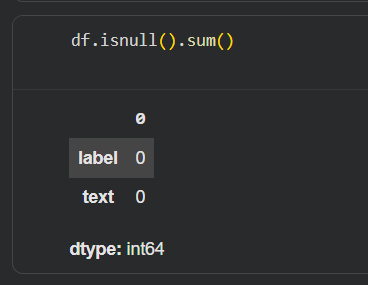 df.isnull().sum()
0
label 0
text 0
dtype: int64